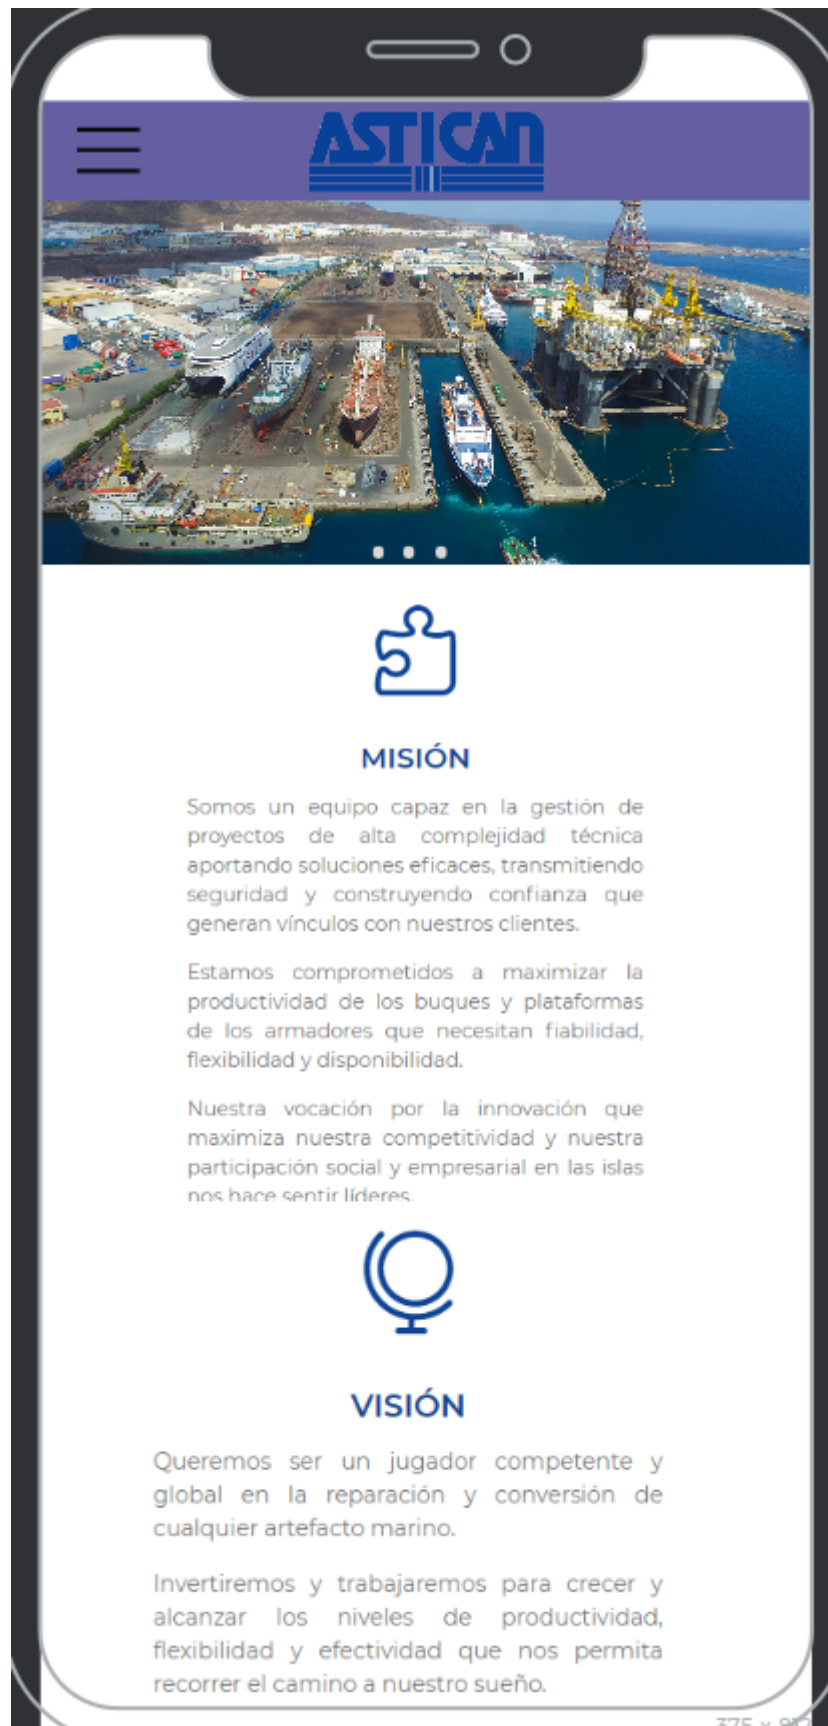 ASTICAN
MISIÓN
Somos un equipo capaz en la gestión de
proyectos de alta complejidad técnica
aportando soluciones eficaces, transmitiendo
seguridad y construyendo confianza que
generan vínculos con nuestros clientes.
Estamos comprometidos a maximizar la
productividad de los buques y plataformas
de los armadores que necesitan fiabilidad,
flexibilidad y disponibilidad.
Nuestra vocación por la innovación que
maximiza nuestra competitividad y nuestra
participación social y empresarial en las islas
nos hace sentir líderes.
VISIÓN
Queremos ser un jugador competente y
global en la reparación y conversión de
cualquier artefacto marino.
Invertiremos y trabajaremos para crecer y
alcanzar los niveles de productividad,
flexibilidad y efectividad que nos permita
recorrer el camino a nuestro sueño.
375 x 812